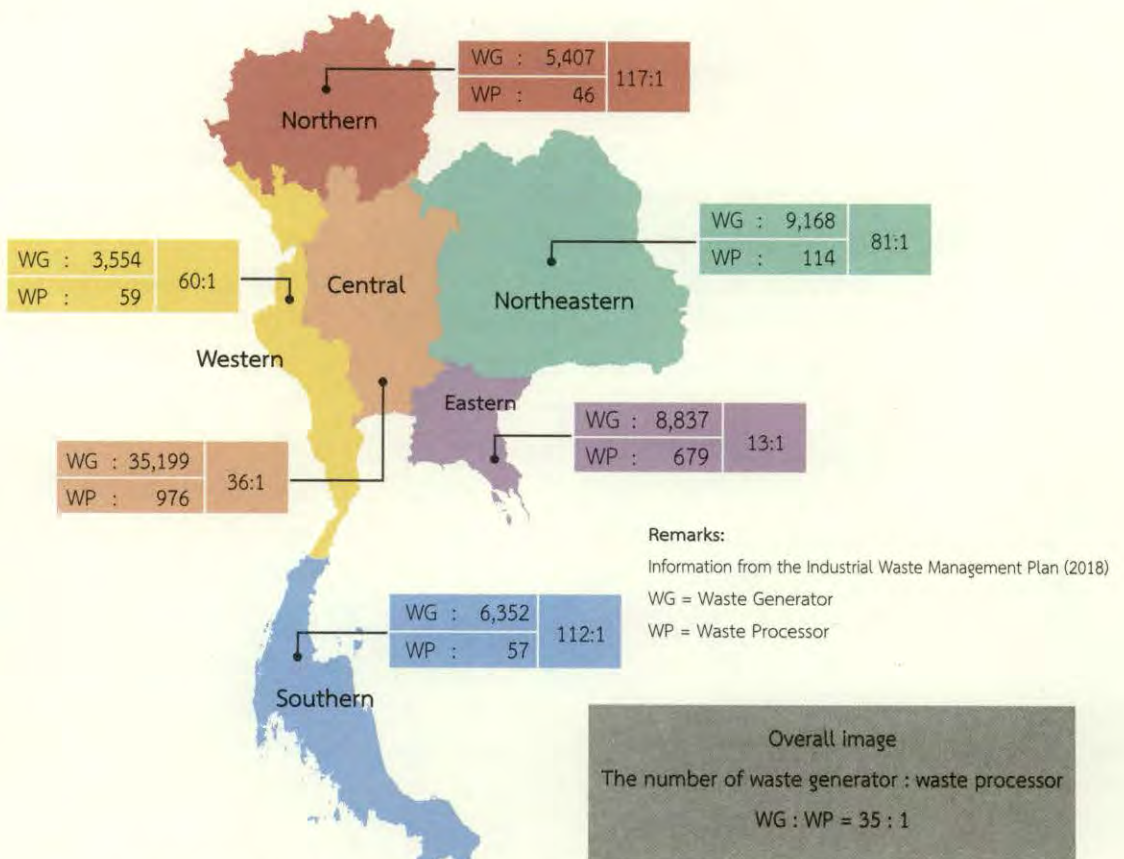 WG : 5,407
WP : 46
117:1
Northern
WG : 9,168
WP : 114
81:1
WG : 3,554
WP : 59
60:1
Central
Northeastern
Western
Eastern
WG : 8,837
WP : 679
13:1
WG : 35,199
WP : 976
36:1
Remarks:
Information from the Industrial Waste Management Plan (2018)
WG = Waste Generator
WP = Waste Processor
WG : 6,352
WP : 57
112:1
Southern
Overall image
The number of waste generator : waste processor
WG : WP = 35 : 1